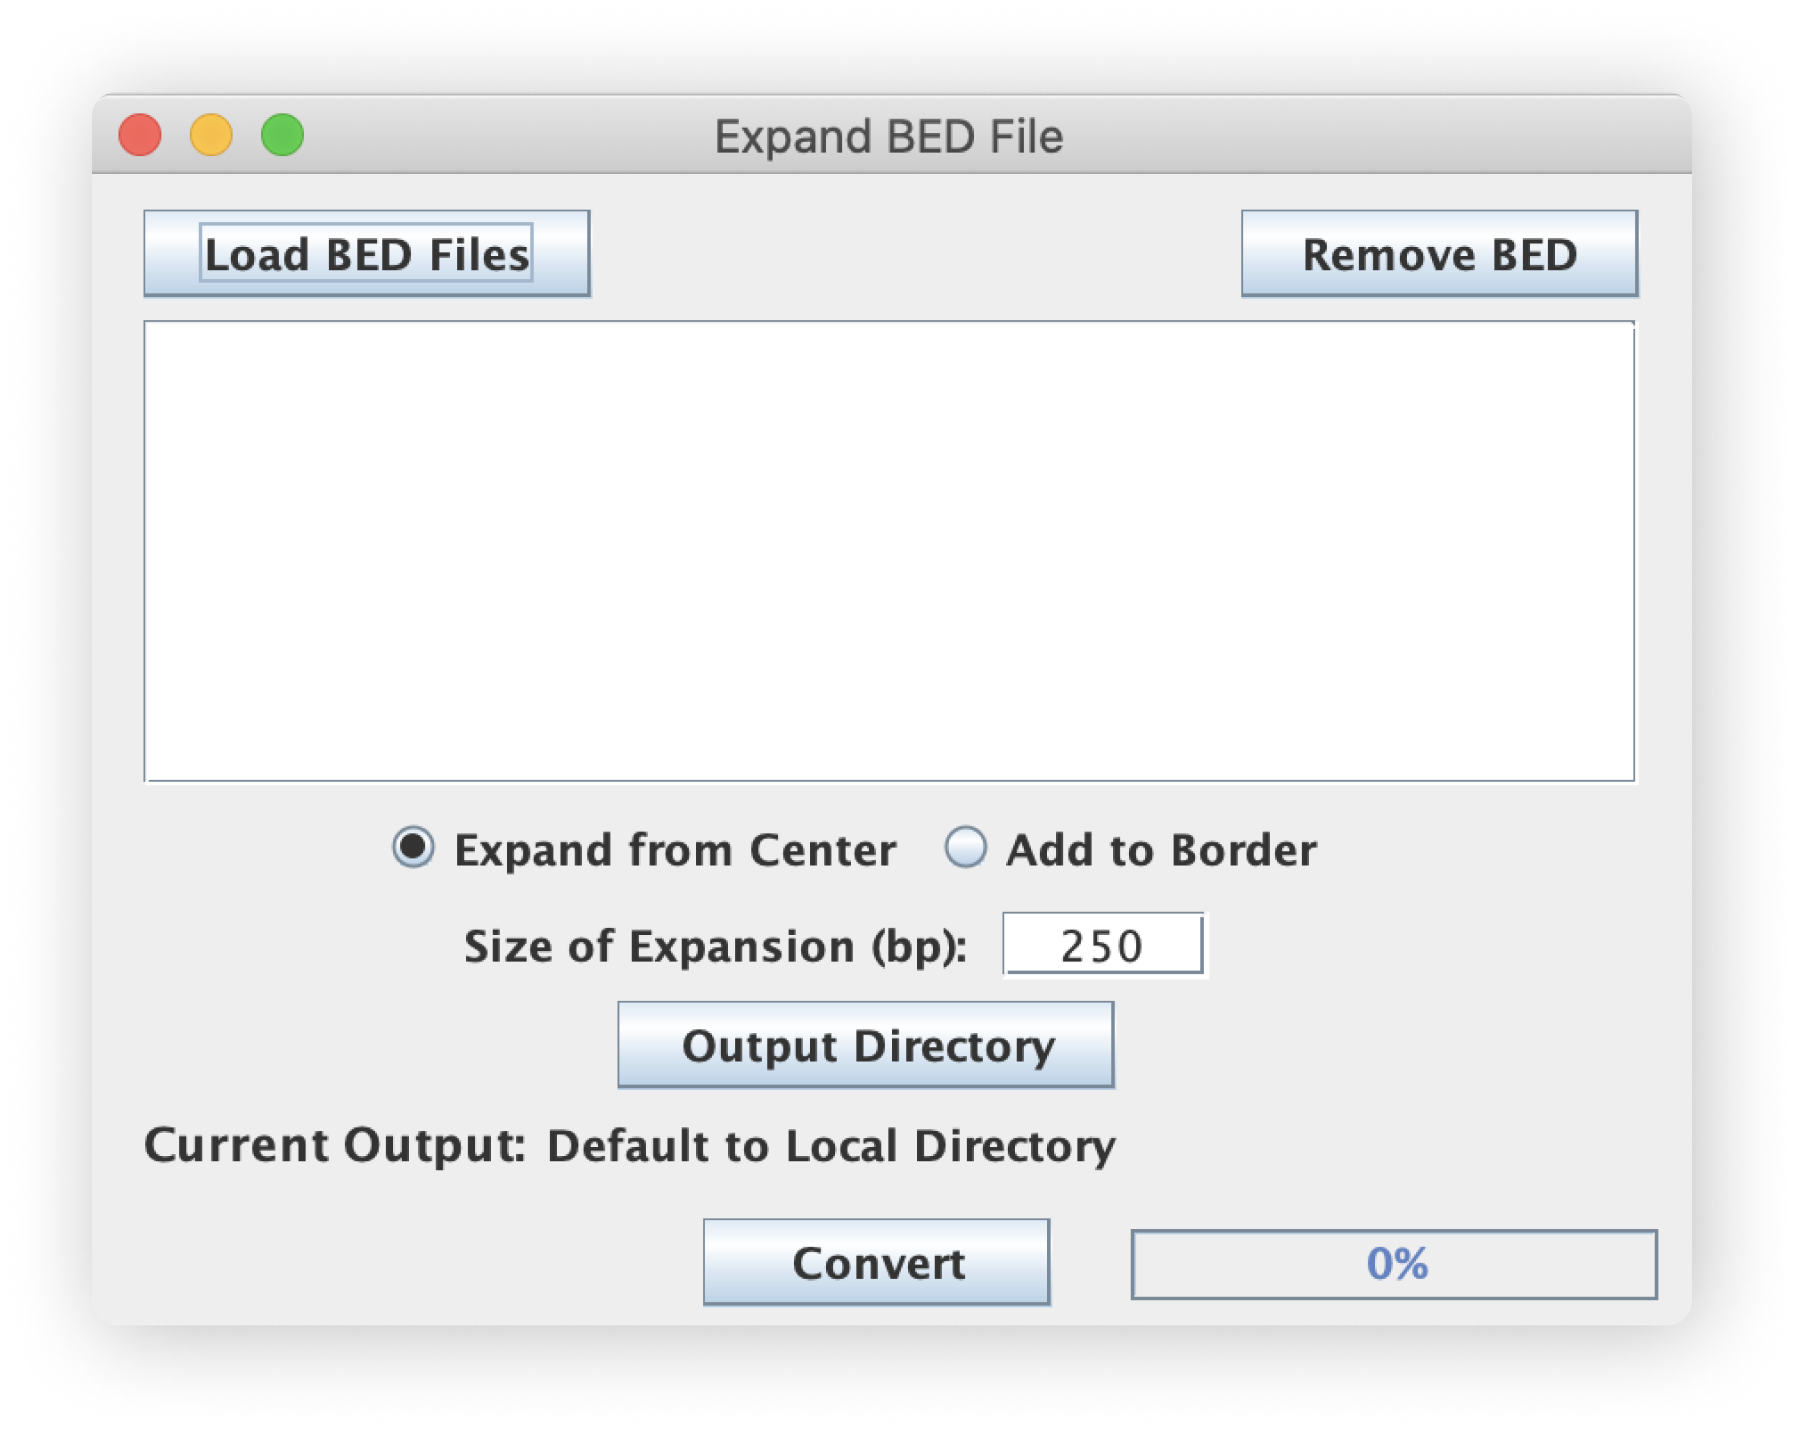 Expand BED File
Load BED Files
Remove BED
Expand from Center
Add to Border
Size of Expansion (bp): 250
Output Directory
Current Output: Default to Local Directory
Convert
0%